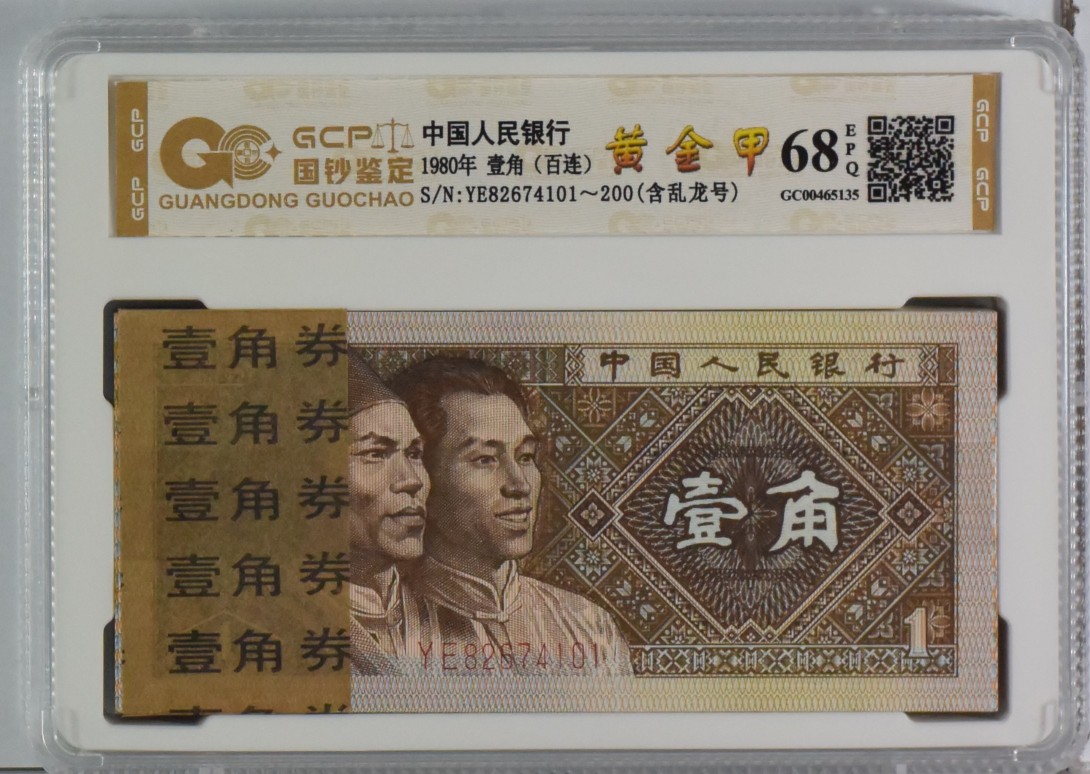 GCP GCP
GCP
国钞鉴定
GUANGDONG GUOCHAO
中国人民银行
1980年 壹角（百连）
S/N:YE82674101～200(含乱龙号)
黄金甲
68
EPQ
GC00465135
GCP GCP
壹角券
壹角券
壹角券
壹角券
壹角券
中国人民银行
壹角
1
YE82674101